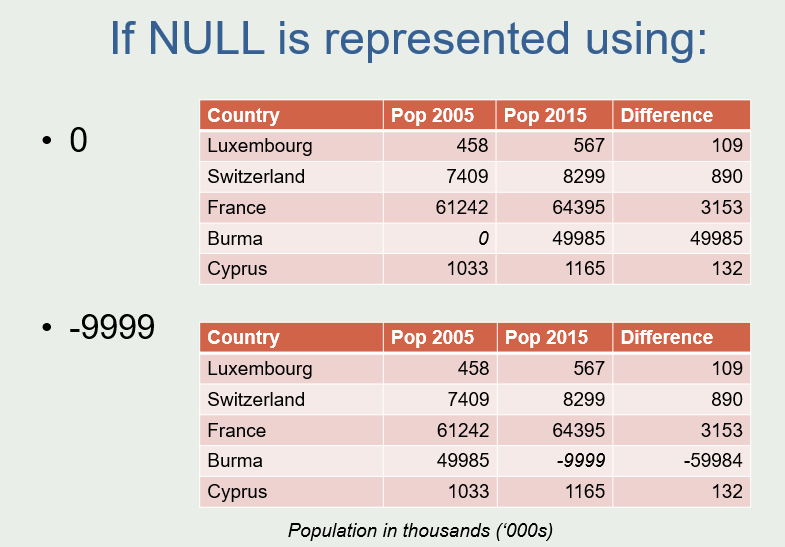 If NULL is represented using:
• 0
Country Pop 2005 Pop 2015 Difference
Luxembourg 458 567 109
Switzerland 7409 8299 890
France 61242 64395 3153
Burma 0 49985 49985
Cyprus 1033 1165 132
• -9999
Country Pop 2005 Pop 2015 Difference
Luxembourg 458 567 109
Switzerland 7409 8299 890
France 61242 64395 3153
Burma 49985 -9999 -59984
Cyprus 1033 1165 132
Population in thousands (‘000s)